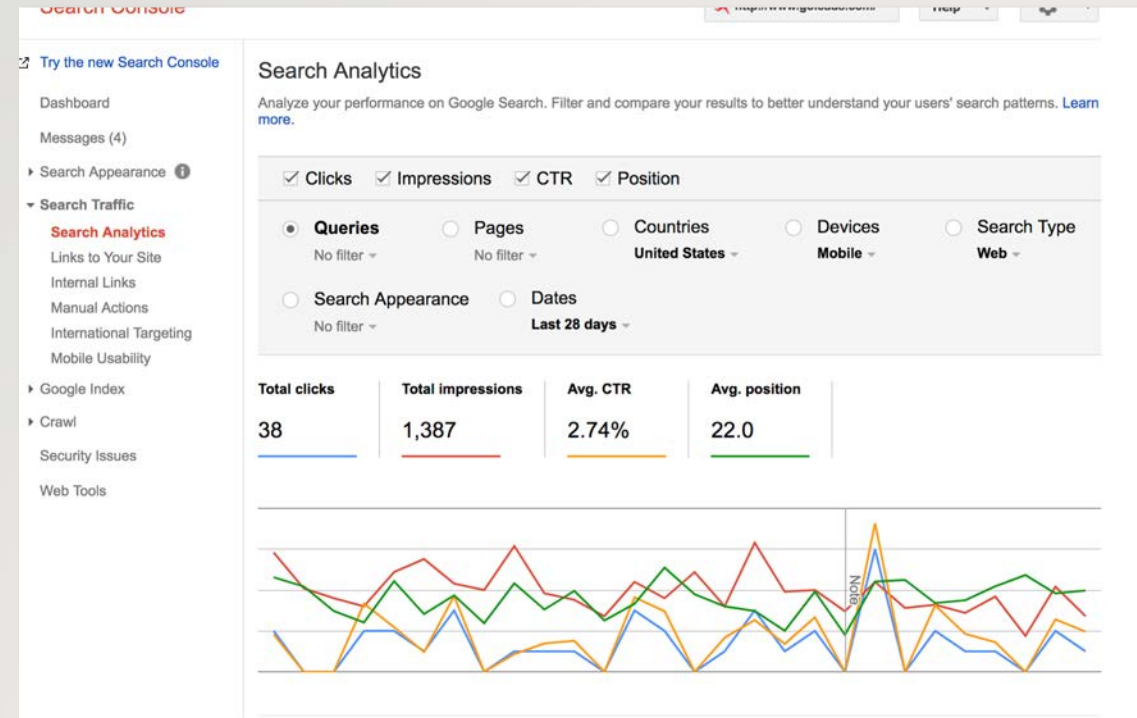 Search Console
Help
Try the new Search Console
Dashboard
Messages (4)
Search Appearance
Search Traffic
Search Analytics
Links to Your Site
Internal Links
Manual Actions
International Targeting
Mobile Usability
Google Index
Crawl
Security Issues
Web Tools
Search Analytics
Analyze your performance on Google Search. Filter and compare your results to better understand your users' search patterns. Learn
more.
Clicks Impressions CTR Position
Queries Pages Countries Devices Search Type
No filter No filter United States Mobile Web
Search Appearance Dates
No filter Last 28 days
Total clicks Total impressions Avg. CTR Avg. position
38 1,387 2.74% 22.0
Note